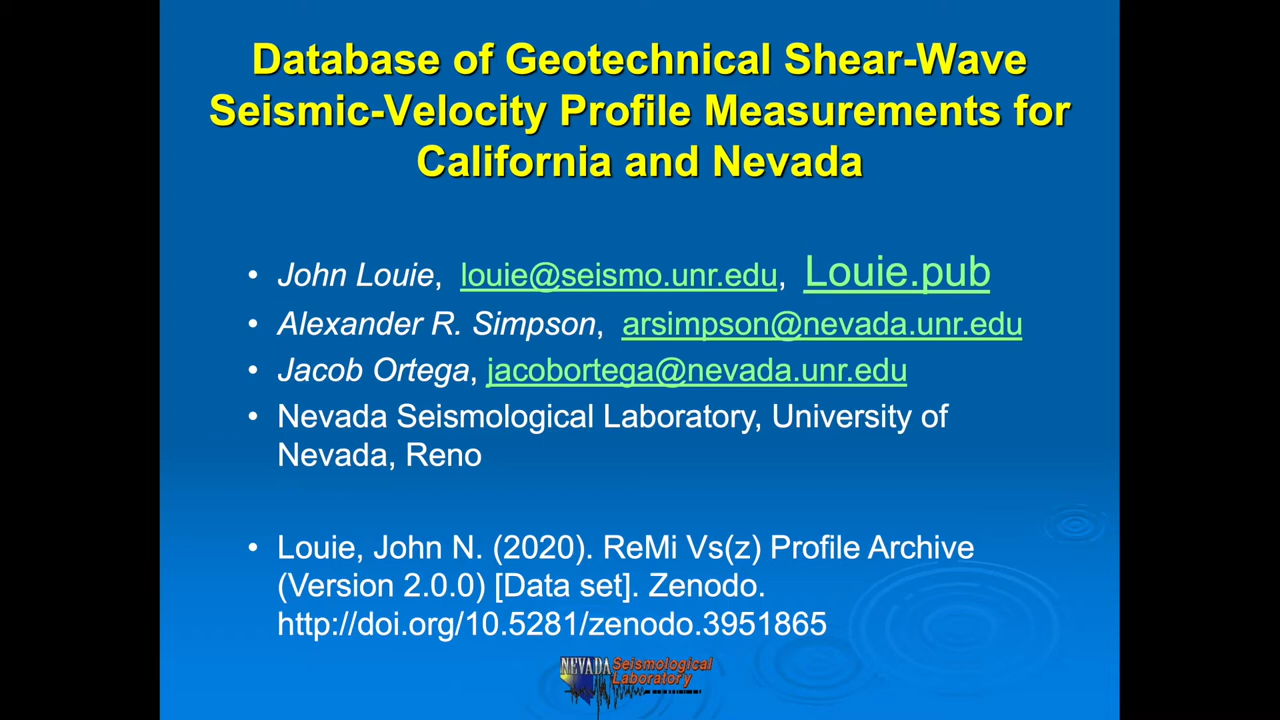 Database of Geotechnical Shear-Wave
Seismic-Velocity Profile Measurements for
California and Nevada
• John Louie, louie@seismo.unr.edu, Louie.pub
• Alexander R. Simpson, arsimpson@nevada.unr.edu
• Jacob Ortega, jacobortega@nevada.unr.edu
• Nevada Seismological Laboratory, University of
Nevada, Reno
• Louie, John N. (2020). ReMi Vs(z) Profile Archive
(Version 2.0.0) [Data set]. Zenodo.
http://doi.org/10.5281/zenodo.3951865
NEVADA Seismological
Laboratory